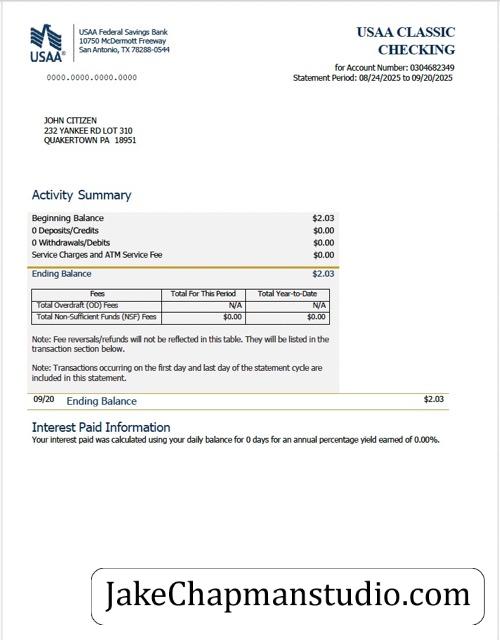 USAA Federal Savings Bank
10750 McDermott Freeway
San Antonio, TX 78288-0544
USAA®
0000.0000.0000.0000
USAA CLASSIC
CHECKING
for Account Number: 0304682349
Statement Period: 08/24/2025 to 09/20/2025
JOHN CITIZEN
232 YANKEE RD LOT 310
QUAKERTOWN PA 18951
Activity Summary
Beginning Balance $2.03
0 Deposits/Credits $0.00
0 Withdrawals/Debits $0.00
Service Charges and ATM Service Fee $0.00
Ending Balance $2.03
Fees Total For This Period Total Year-to-Date
Total Overdraft (OD) Fees N/A N/A
Total Non-Sufficient Funds (NSF) Fees $0.00 $0.00
Note: Fee reversals/refunds will not be reflected in this table. They will be listed in the
transaction section below.
Note: Transactions occurring on the first day and last day of the statement cycle are
included in this statement.
09/20 Ending Balance $2.03
Interest Paid Information
Your interest paid was calculated using your daily balance for 0 days for an annual percentage yield earned of 0.00%.
JakeChapmanstudio.com